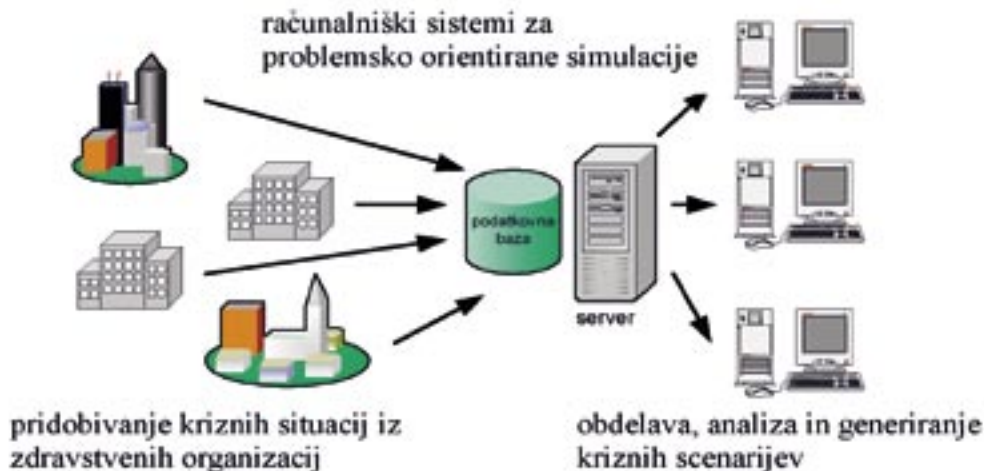 računalniški sistemi za
problemsko orientirane simulacije
podatkovna
baza
server
pridobivanje kriznih situacij iz
zdravstvenih organizacij
obdelava, analiza in generiranje
kriznih scenarijev